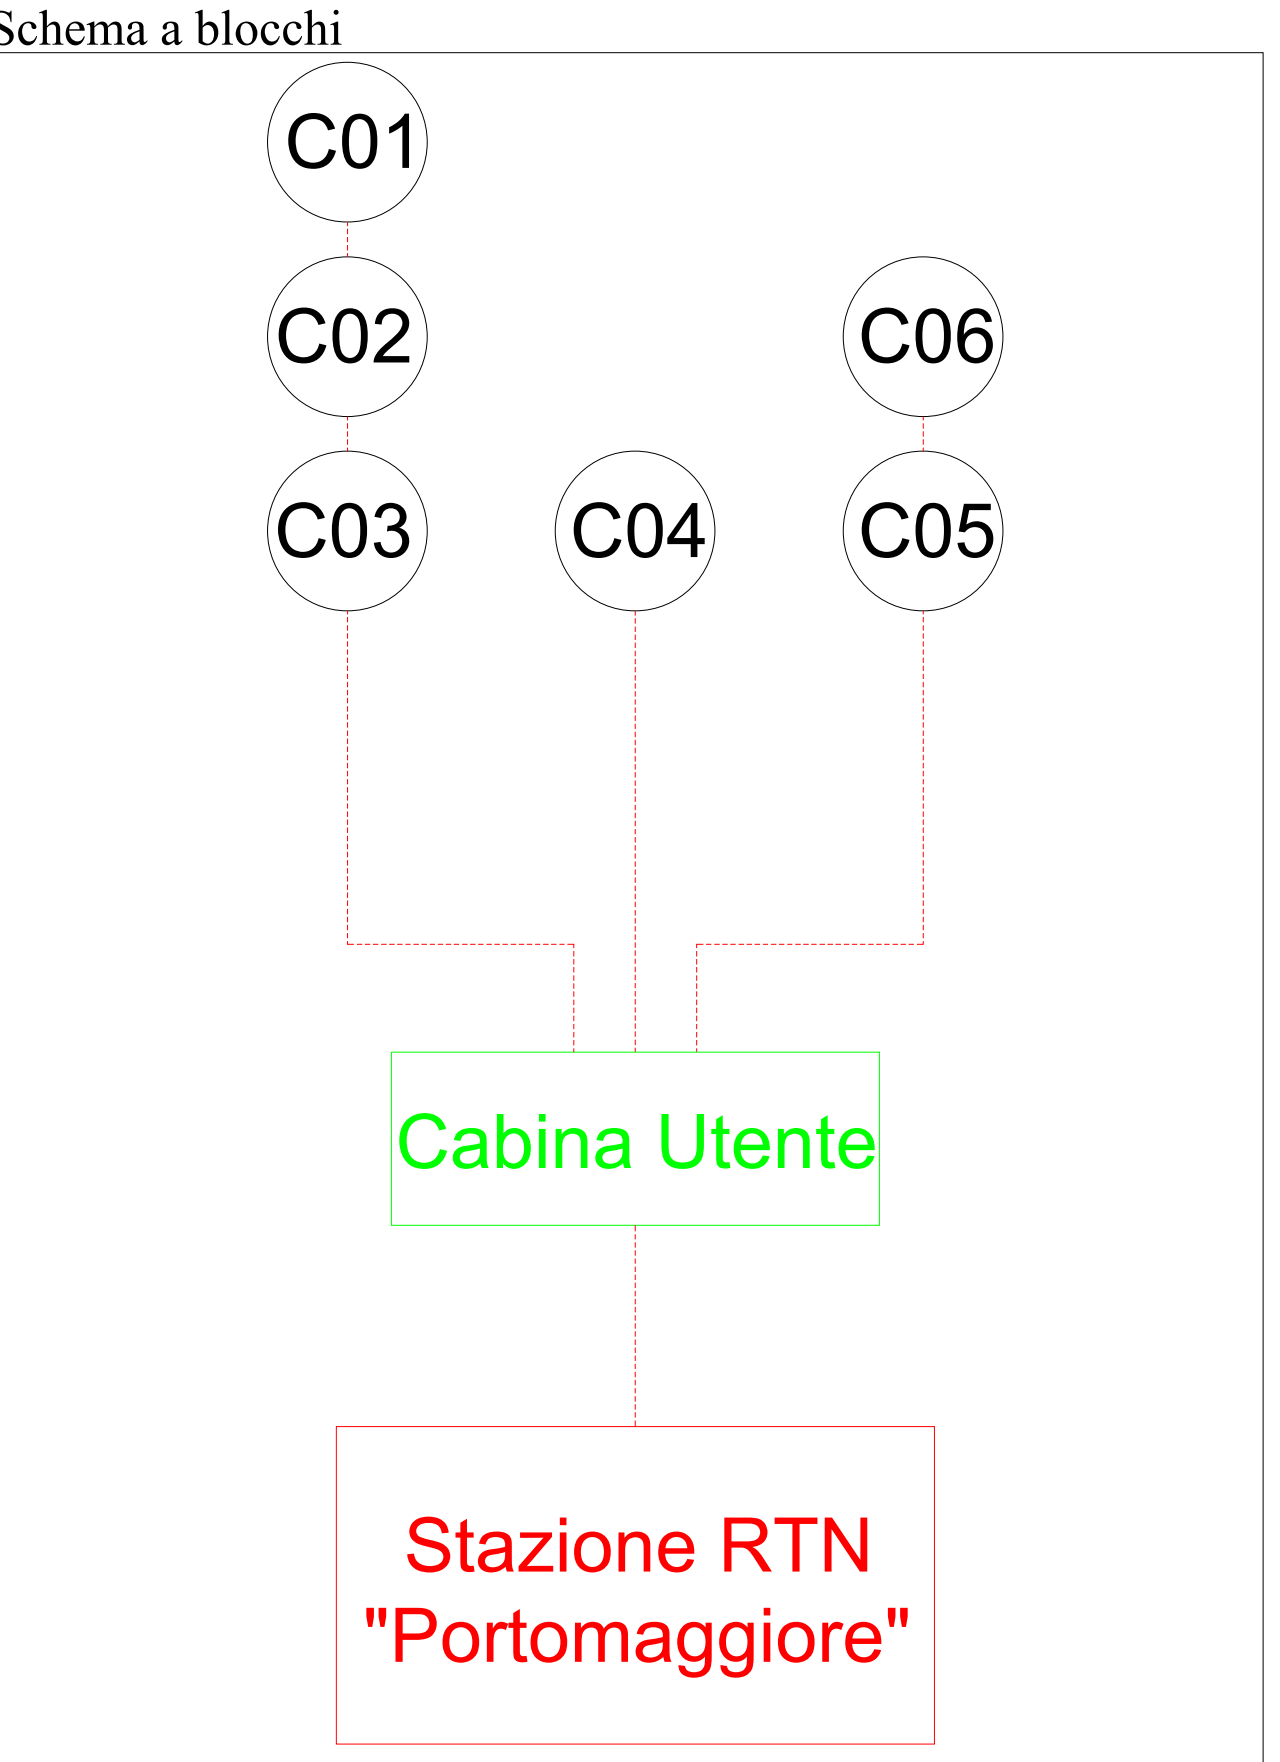 Schema a blocchi
C01
C02
C06
C03
C04
C05
Cabina Utente
Stazione RTN
"Portomaggiore"